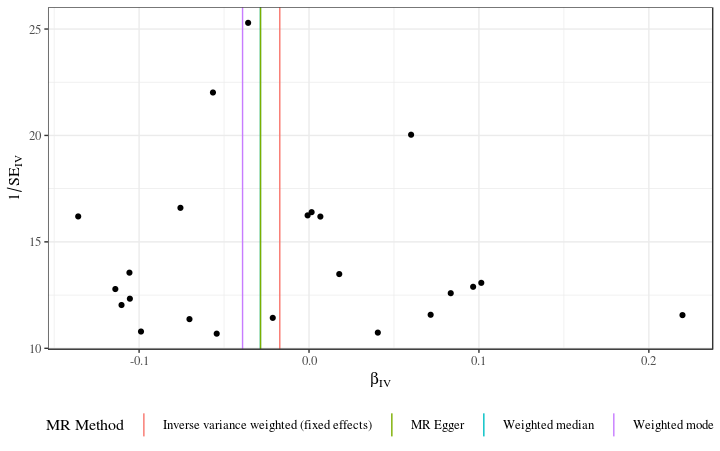 25
20
15
10
1/SE_IV
-0.1 0.0 0.1 0.2
β_IV
MR Method Inverse variance weighted (fixed effects) MR Egger Weighted median Weighted mode